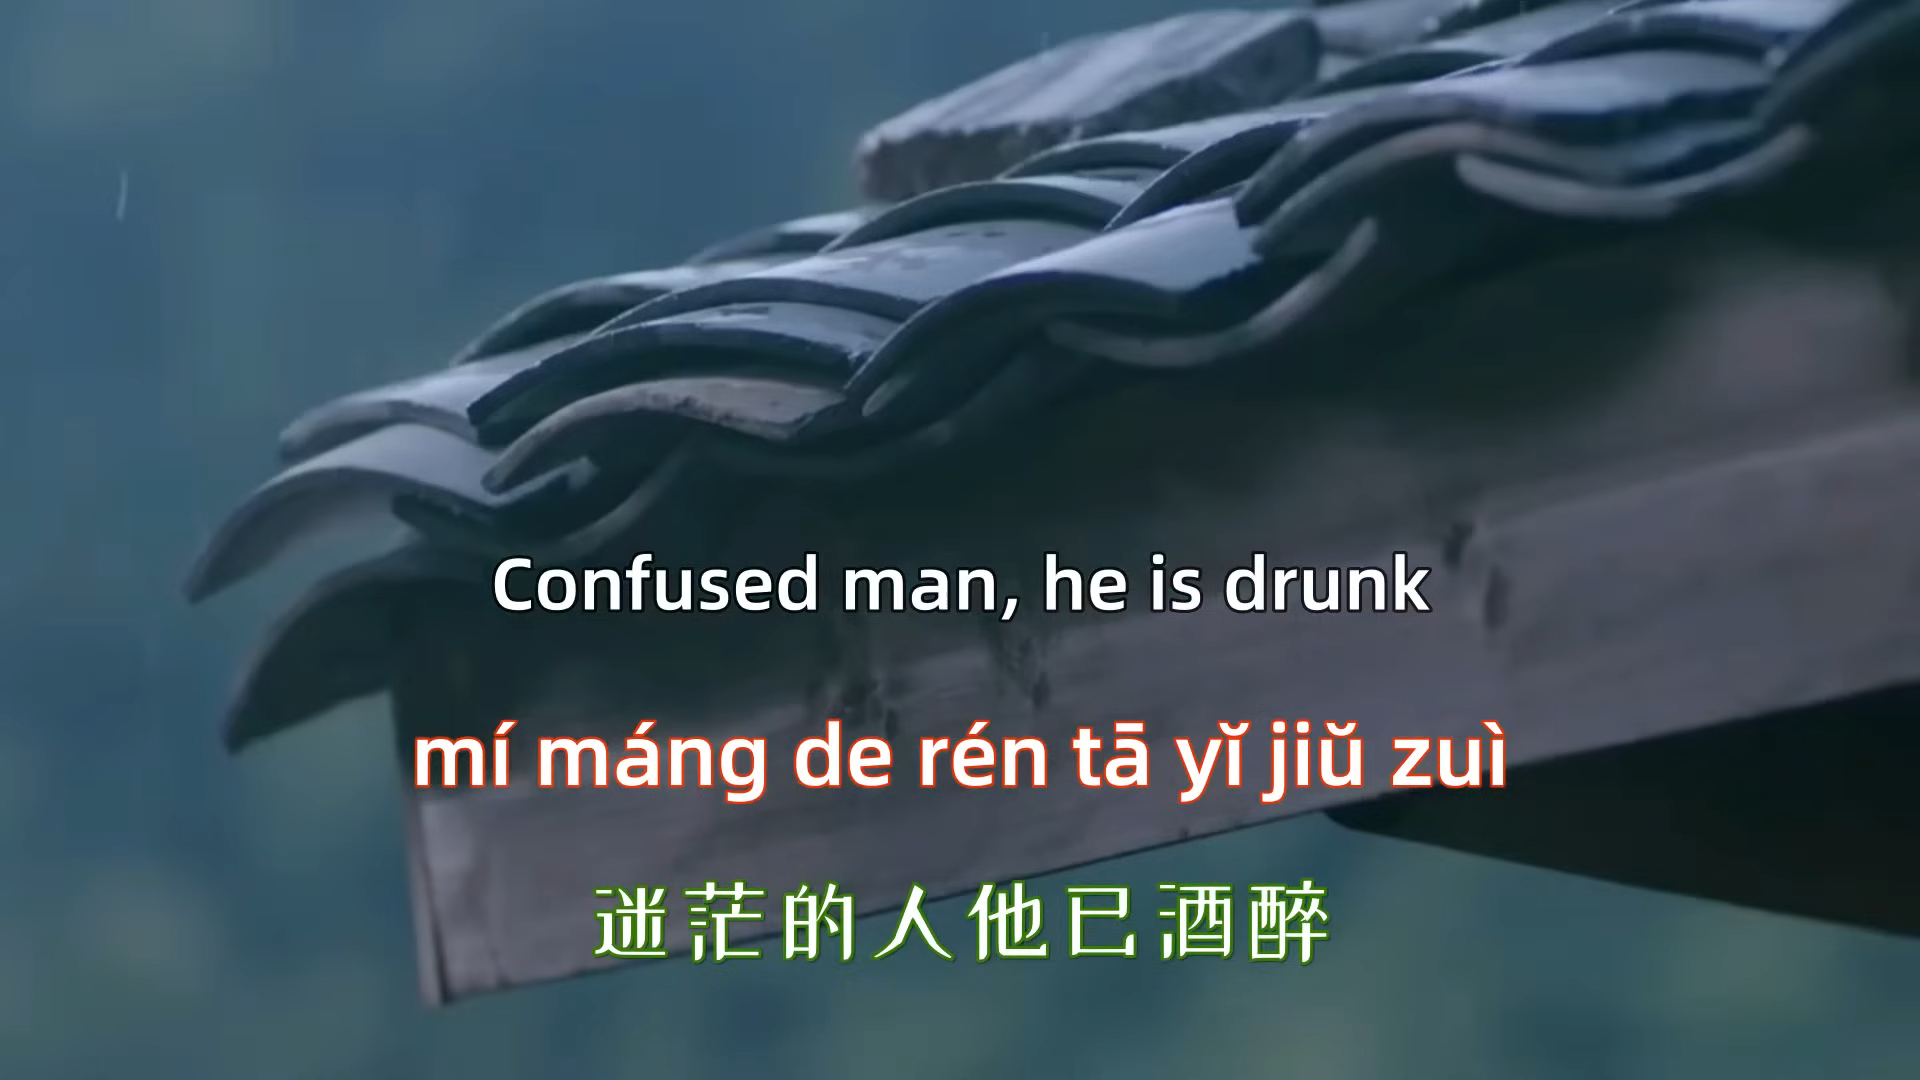 Confused man, he is drunk
mí máng de rén tā yǐ jiǔ zuì
迷茫的人他已酒醉